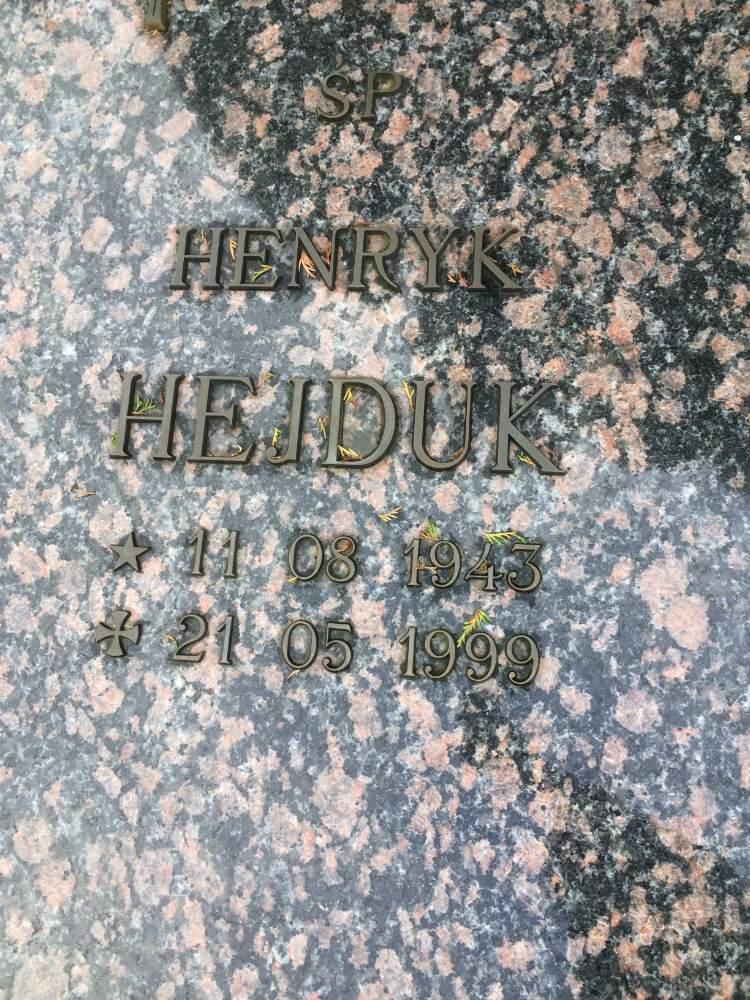 ŚP
HENRYK
HEJDUK
11 08 1943
21 05 1999